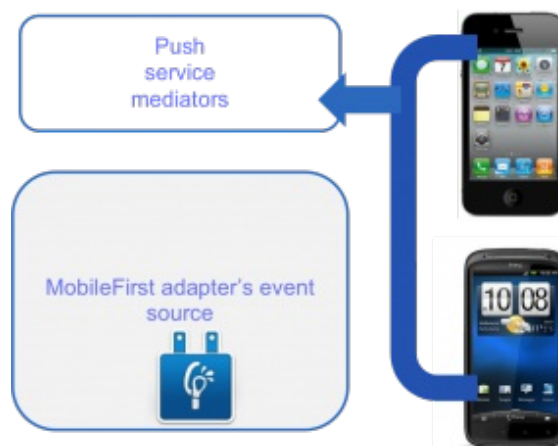 Push
service
mediators
MobileFirst adapter's event
source
10 08